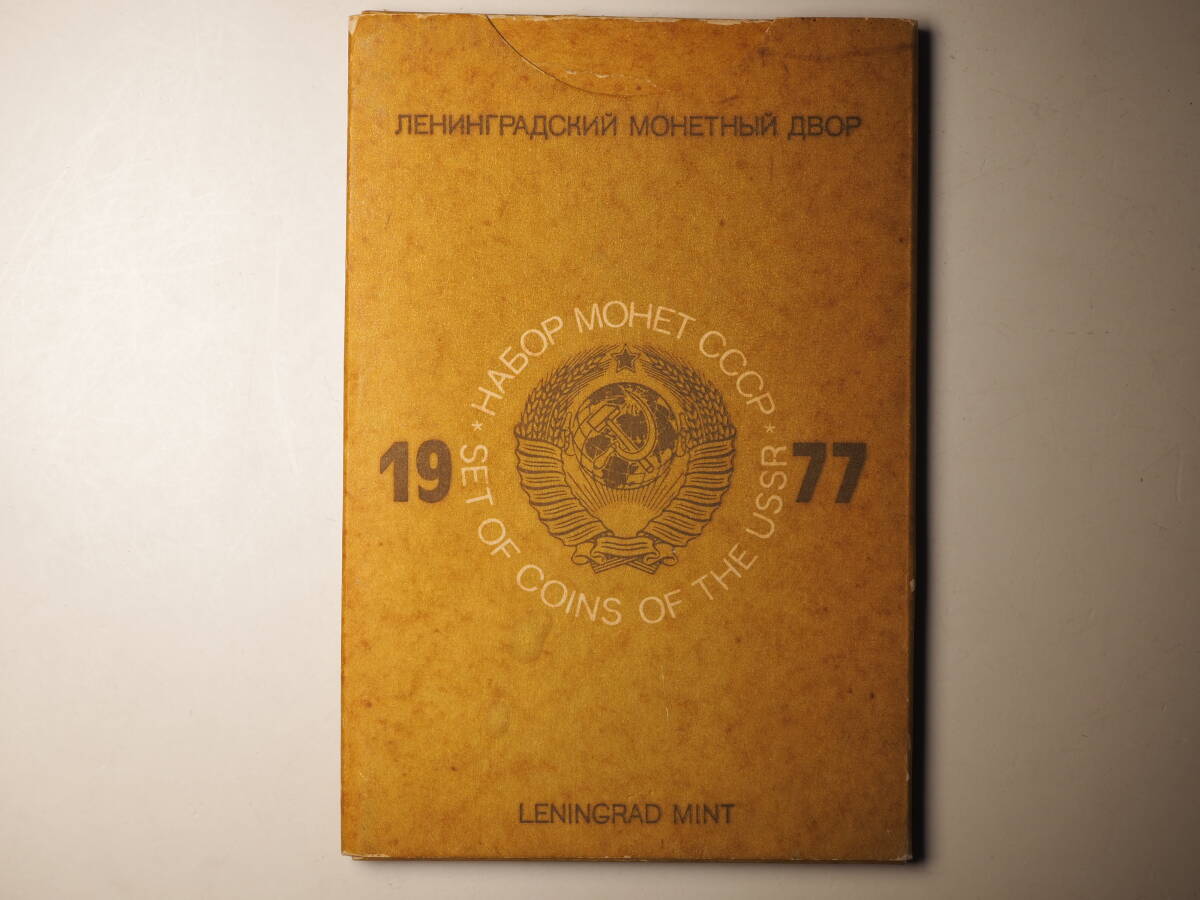 ЛЕНИНГРАДСКИЙ МОНЕТНЫЙ ДВОР
* НАБОР МОНЕТ СССР *
19 77
SET OF COINS OF THE USSR
LENINGRAD MINT